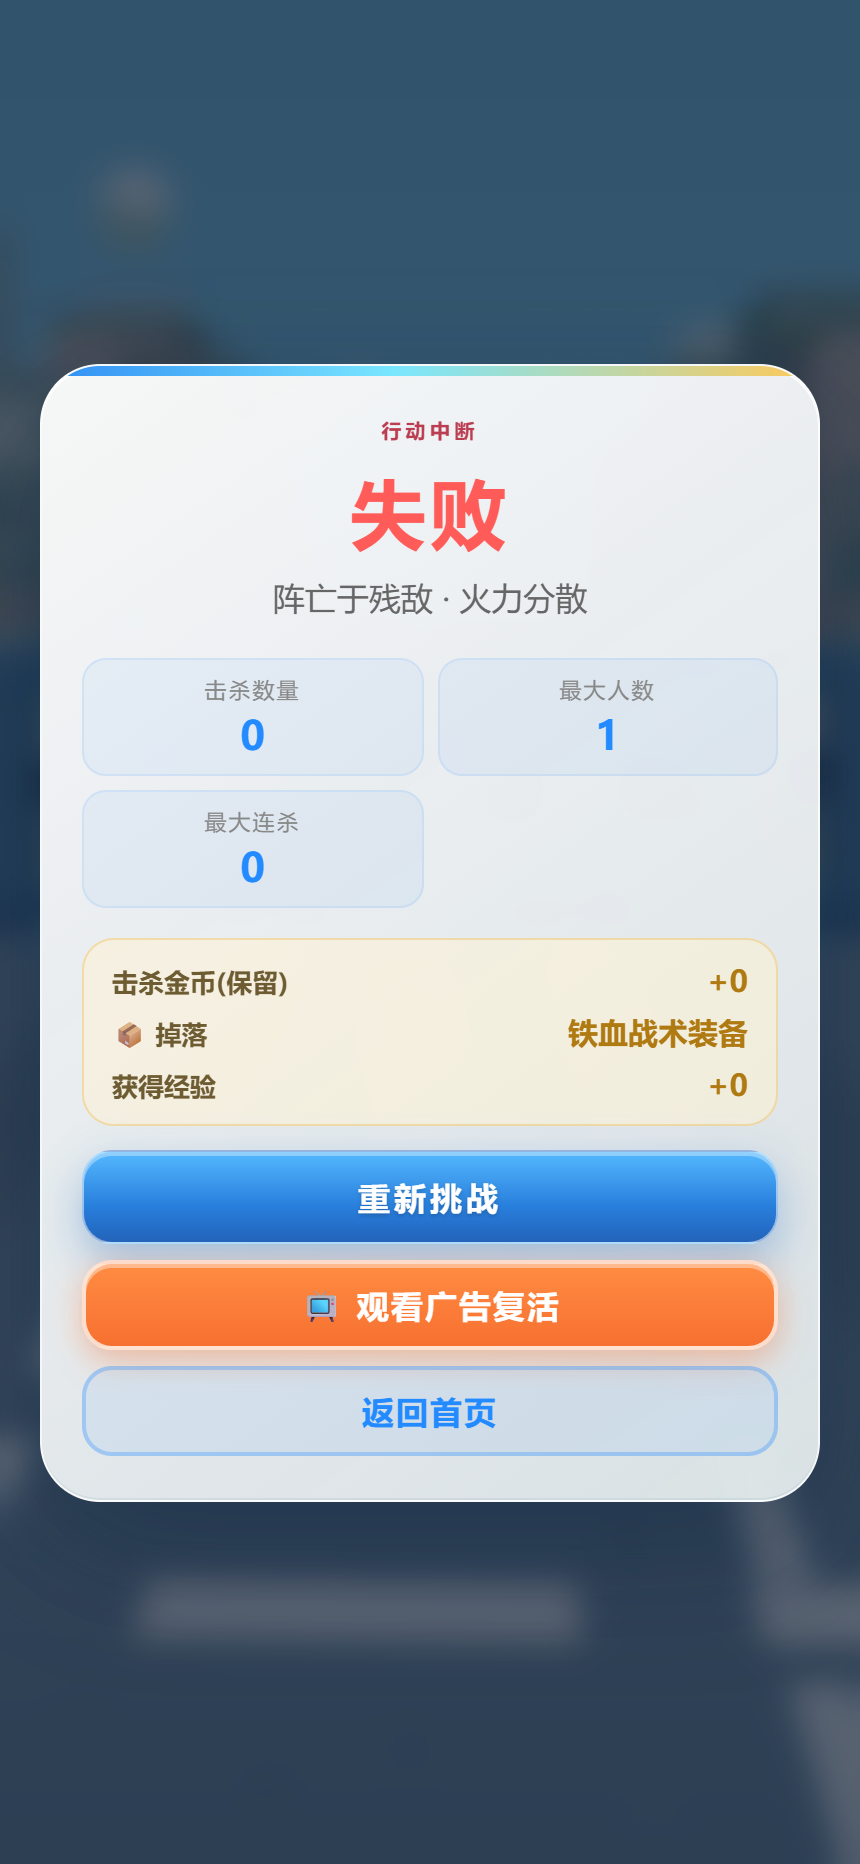 行动中断
失败
阵亡于残敌 · 火力分散
击杀数量
0
最大人数
1
最大连杀
0
击杀金币(保留) +0
掉落 铁血战术装备
获得经验 +0
重新挑战
观看广告复活
返回首页